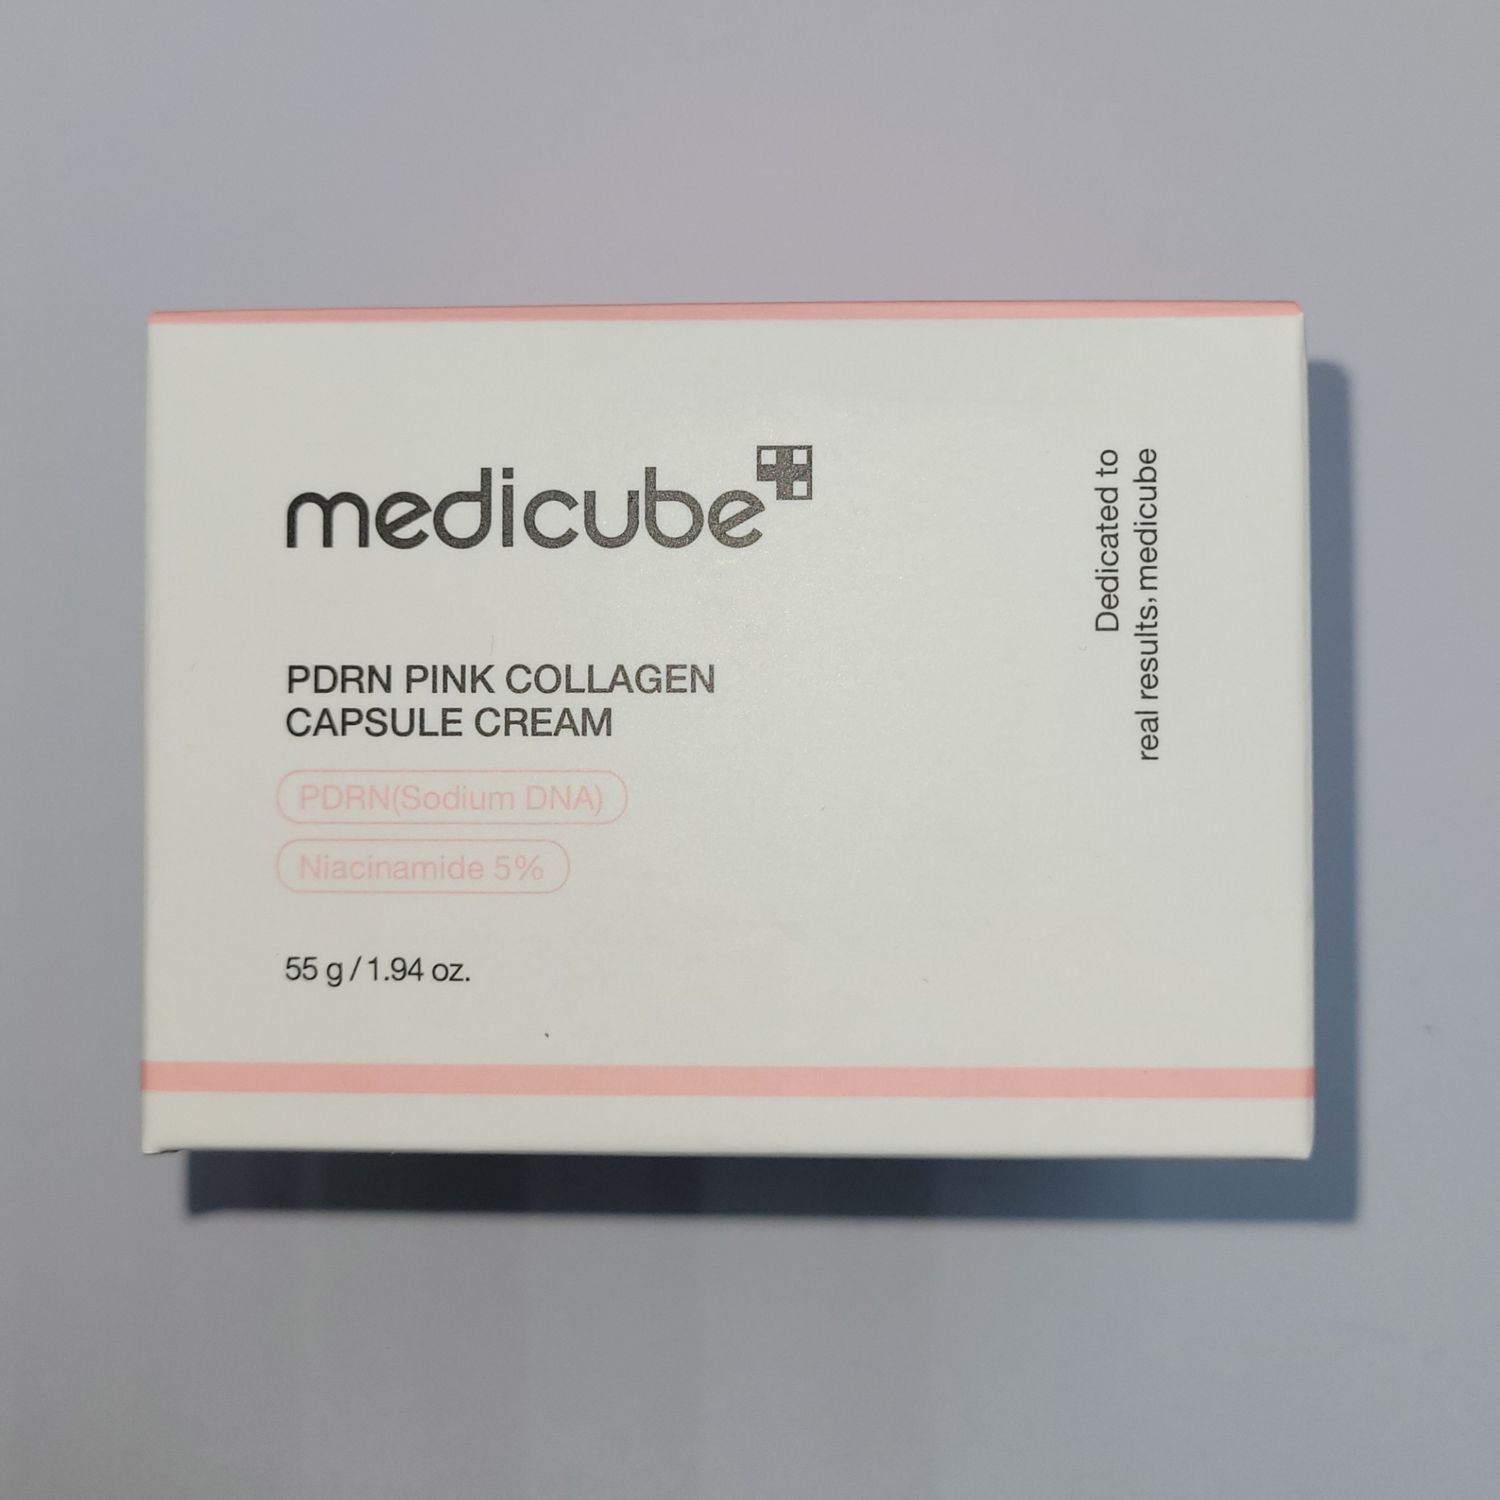 medicube
PDRN PINK COLLAGEN
CAPSULE CREAM
PDRN(Sodium DNA)
Niacinamide 5%
55 g / 1.94 oz.
Dedicated to
real results, medicube